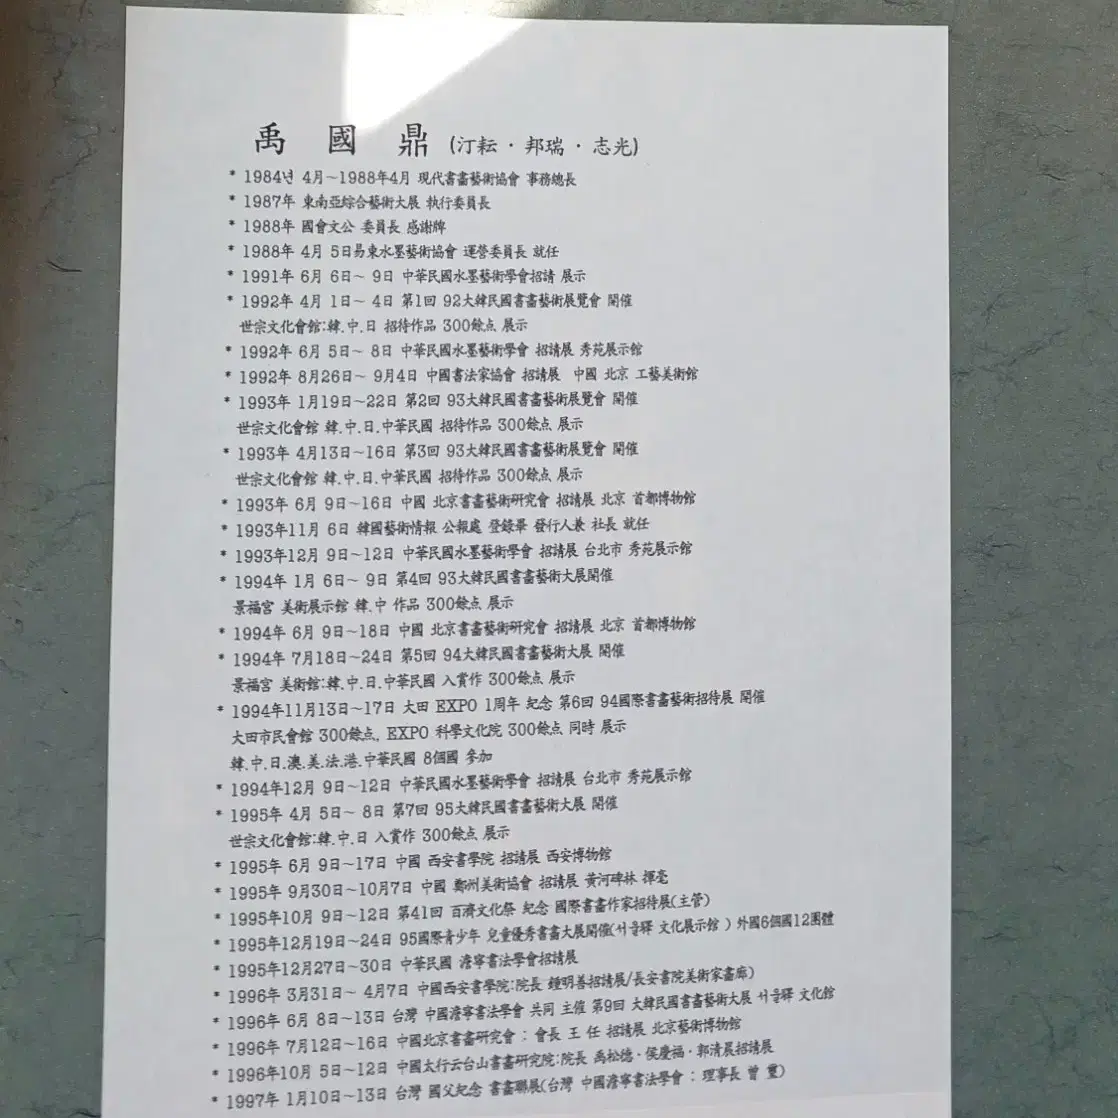 禹 國 鼎 (汀耘 · 邦瑞 · 志光)
* 1984년 4月~1988年4月 現代書畵藝術協會 事務總長
* 1987年 東南亞綜合藝術大展 執行委員長
* 1988年 國會文公 委員長 感謝牌
* 1988年 4月 5日易東水墨藝術協會 運營委員長 就任
* 1991年 6月 6日~ 9日 中華民國水墨藝術學會招請 展示
* 1992年 4月 1日~ 4日 第1回 92大韓民國書畵藝術展覽會 開催
世宗文化會館:韓.中.日 招待作品 300餘点 展示
* 1992年 6月 5日~ 8日 中華民國水墨藝術學會 招請展 秀苑展示館
* 1992年 8月26日~ 9月4日 中國書法家協會 招請展 中國 北京 工藝美術館
* 1993年 1月19日~22日 第2回 93大韓民國書畵藝術展覽會 開催
世宗文化會館 韓.中.日.中華民國 招待作品 300餘点 展示
* 1993年 4月13日~16日 第3回 93大韓民國書畵藝術展覽會 開催
世宗文化會館 韓.中.日.中華民國 招待作品 300餘点 展示
* 1993年 6月 9日~16日 中國 北京書畵藝術硏究會 招請展 北京 首都博物館
* 1993年11月 6日 韓國藝術情報 公報處 登錄畢 發行人兼 社長 就任
* 1993年12月 9日~12日 中華民國水墨藝術學會 招請展 台北市 秀苑展示館
* 1994年 1月 6日~ 9日 第4回 93大韓民國書畵藝術大展開催
景福宮 美術展示館 韓.中 作品 300餘点 展示
* 1994年 6月 9日~18日 中國 北京書畵藝術硏究會 招請展 北京 首都博物館
* 1994年 7月18日~24日 第5回 94大韓民國書畵藝術大展 開催
景福宮 美術館:韓.中.日.中華民國 入賞作 300餘点 展示
* 1994年11月13日~17日 大田 EXPO 1周年 紀念 第6回 94國際書畵藝術招待展 開催
大田市民會館 300餘点, EXPO 科學文化院 300餘点 同時 展示
韓.中.日.澳.美.法.港.中華民國 8個國 參加
* 1994年12月 9日~12日 中華民國水墨藝術學會 招請展 台北市 秀苑展示館
* 1995年 4月 5日~ 8日 第7回 95大韓民國書畵藝術大展 開催
世宗文化會館:韓.中.日 入賞作 300餘点 展示
* 1995年 6月 9日~17日 中國 西安書學院 招請展 西安博物館
* 1995年 9月30日~10月7日 中國 鄭州美術協會 招請展 黃河碑林 揮毫
* 1995年10月 9日~12日 第41回 百濟文化祭 紀念 國際書畵作家招待展(主管)
* 1995年12月19日~24日 95國際靑少年 兒童優秀書畵大展開催(서울驛 文化展示館 ) 外國6個國12團體
* 1995年12月27日~30日 中華民國 澹寧書法學會招請展
* 1996年 3月31日~ 4月7日 中國西安書學院:院長 鍾明善招請展/長安書院美術家畵廊)
* 1996年 6月 8日~13日 台灣 中國澹寧書法學會 共同 主催 第9回 大韓民國書畵藝術大展 서울驛 文化館
* 1996年 7月12日~16日 中國北京書畵硏究會 : 會長 王 任 招請展 北京藝術博物館
* 1996年10月 5日~12日 中國太行云台山書畵硏究院:院長 禹松德·侯慶福·郭清晨招請展
* 1997年 1月10日~13日 台灣 國父紀念 書畵聯展(台灣 中國澹寧書法學會 : 理事長 曾 豐)